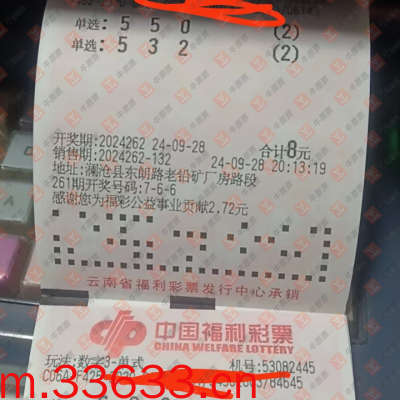 单选: 5 5 0 (2)
单选: 5 3 2 (2)
开奖期:2024262 24-09-28 合计8元
销售期:2024262-132 24-09-28 20:13:19
地址:澜沧县东朗路老铅矿厂房路段
261期开奖号码:7-6-6
感谢您为福彩公益事业贡献2.72元
云南省福利彩票发行中心承销
中国福利彩票
CHINA WELFARE LOTTERY
玩法:数字3-单式 机号:53082445
m.33633.cn